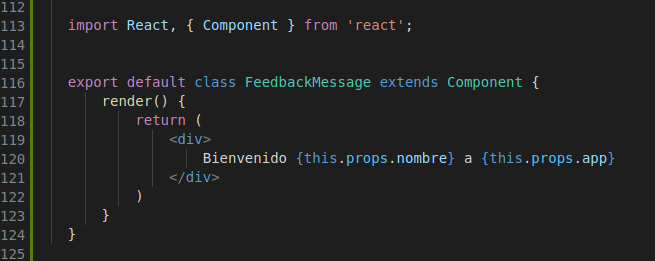 112
113 import React, { Component } from 'react';
114
115
116 export default class FeedbackMessage extends Component {
117 render() {
118 return (
119 <div>
120 Bienvenido {this.props.nombre} a {this.props.app}
121 </div>
122 )
123 }
124 }
125